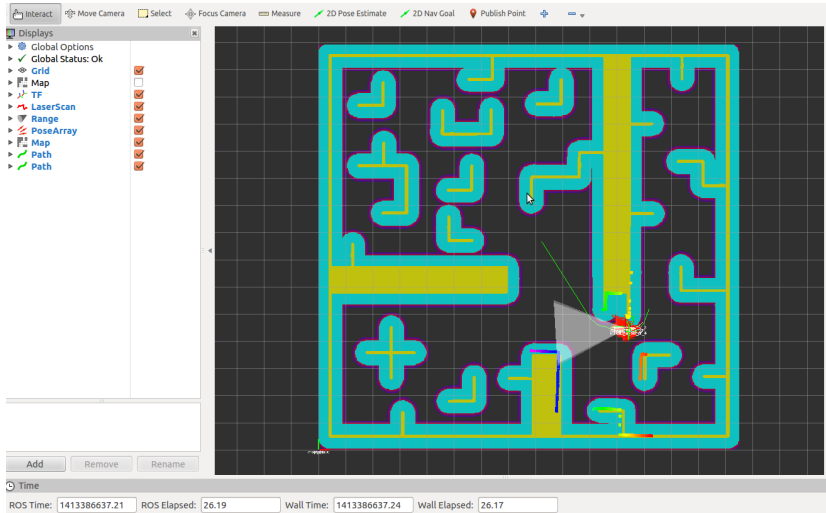 Interact Move Camera Select Focus Camera Measure 2D Pose Estimate 2D Nav Goal Publish Point
Displays
Global Options
Global Status: Ok
Grid
Map
TF
LaserScan
Range
PoseArray
Map
Path
Path
Add Remove Rename
Time
ROS Time: 1413386637.21 ROS Elapsed: 26.19 Wall Time: 1413386637.24 Wall Elapsed: 26.17